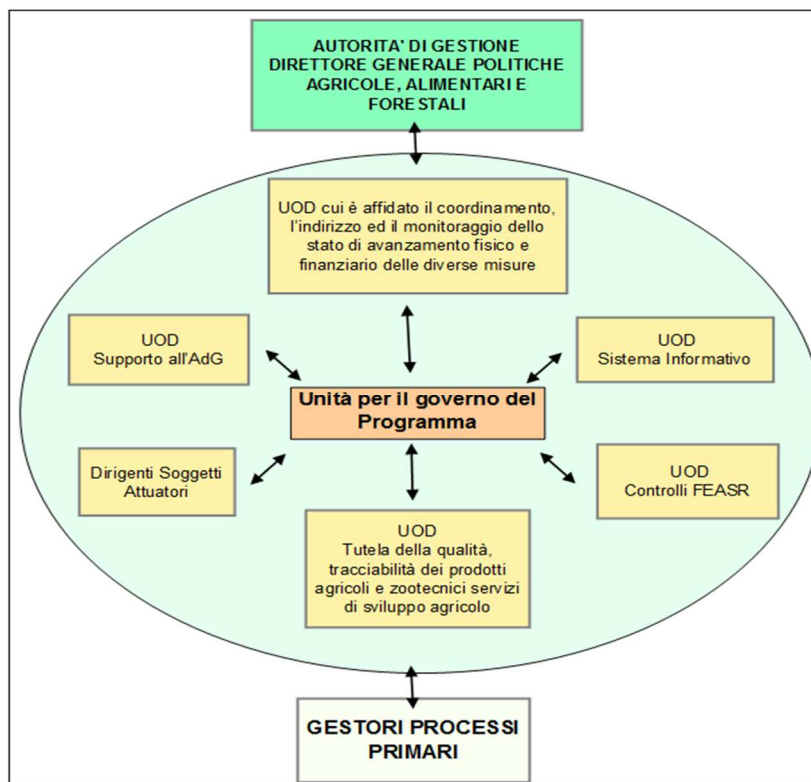 AUTORITA' DI GESTIONE
DIRETTORE GENERALE POLITICHE
AGRICOLE, ALIMENTARI E
FORESTALI
UOD cui è affidato il coordinamento,
l'indirizzo ed il monitoraggio dello
stato di avanzamento fisico e
finanziario delle diverse misure
UOD
Supporto all'AdG
UOD
Sistema Informativo
Unità per il governo del
Programma
Dirigenti Soggetti
Attuatori
UOD
Controlli FEASR
UOD
Tutela della qualità,
tracciabilità dei prodotti
agricoli e zootecnici servizi
di sviluppo agricolo
GESTORI PROCESSI
PRIMARI